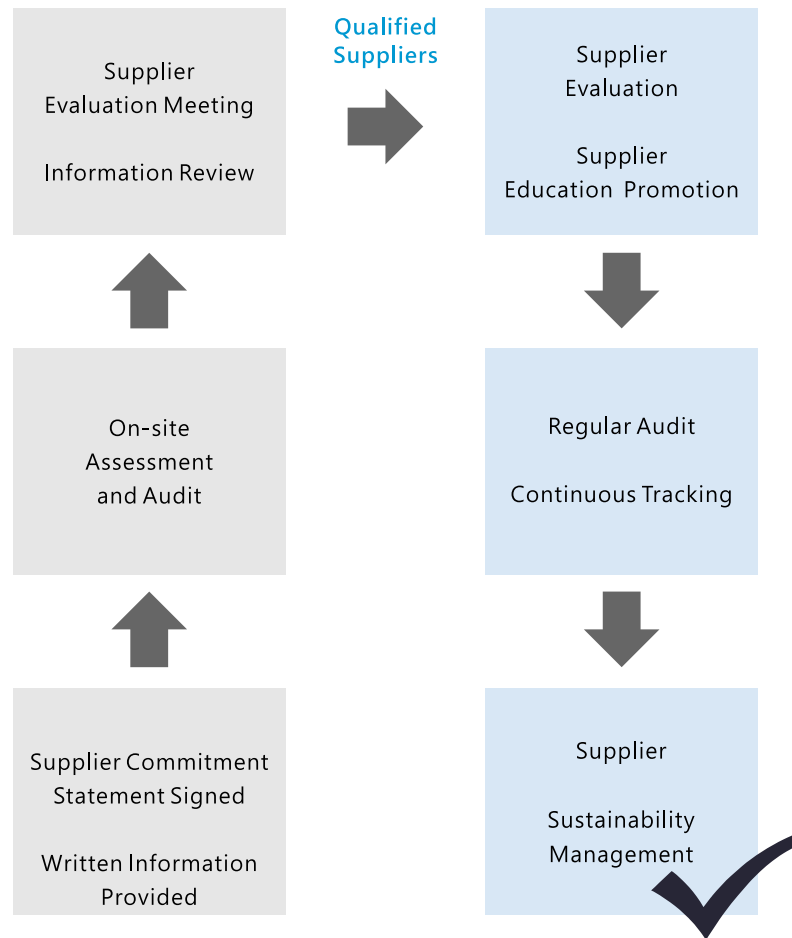 Supplier
Evaluation Meeting
Information Review
Qualified
Suppliers
Supplier
Evaluation
Supplier
Education Promotion
On-site
Assessment
and Audit
Regular Audit
Continuous Tracking
Supplier Commitment
Statement Signed
Written Information
Provided
Supplier
Sustainability
Management